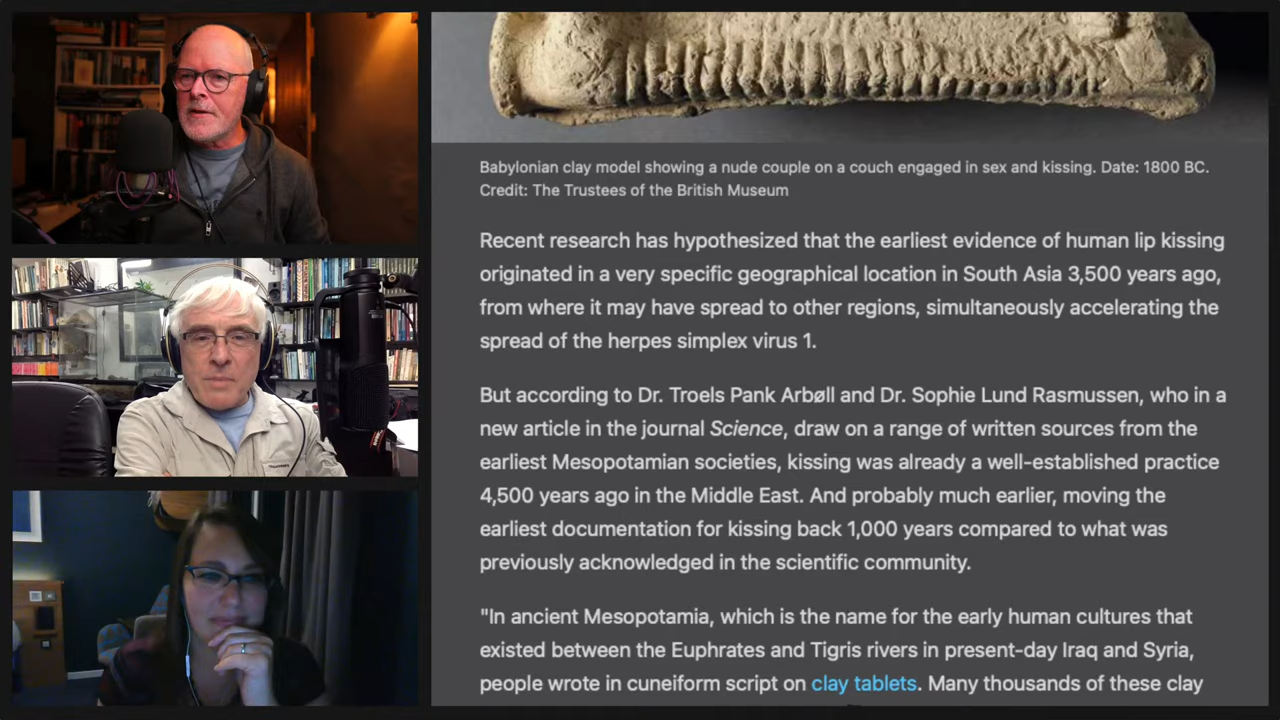 Babylonian clay model showing a nude couple on a couch engaged in sex and kissing. Date: 1800 BC.
Credit: The Trustees of the British Museum
Recent research has hypothesized that the earliest evidence of human lip kissing
originated in a very specific geographical location in South Asia 3,500 years ago,
from where it may have spread to other regions, simultaneously accelerating the
spread of the herpes simplex virus 1.
But according to Dr. Troels Pank Arbøll and Dr. Sophie Lund Rasmussen, who in a
new article in the journal Science, draw on a range of written sources from the
earliest Mesopotamian societies, kissing was already a well-established practice
4,500 years ago in the Middle East. And probably much earlier, moving the
earliest documentation for kissing back 1,000 years compared to what was
previously acknowledged in the scientific community.
"In ancient Mesopotamia, which is the name for the early human cultures that
existed between the Euphrates and Tigris rivers in present-day Iraq and Syria,
people wrote in cuneiform script on clay tablets. Many thousands of these clay